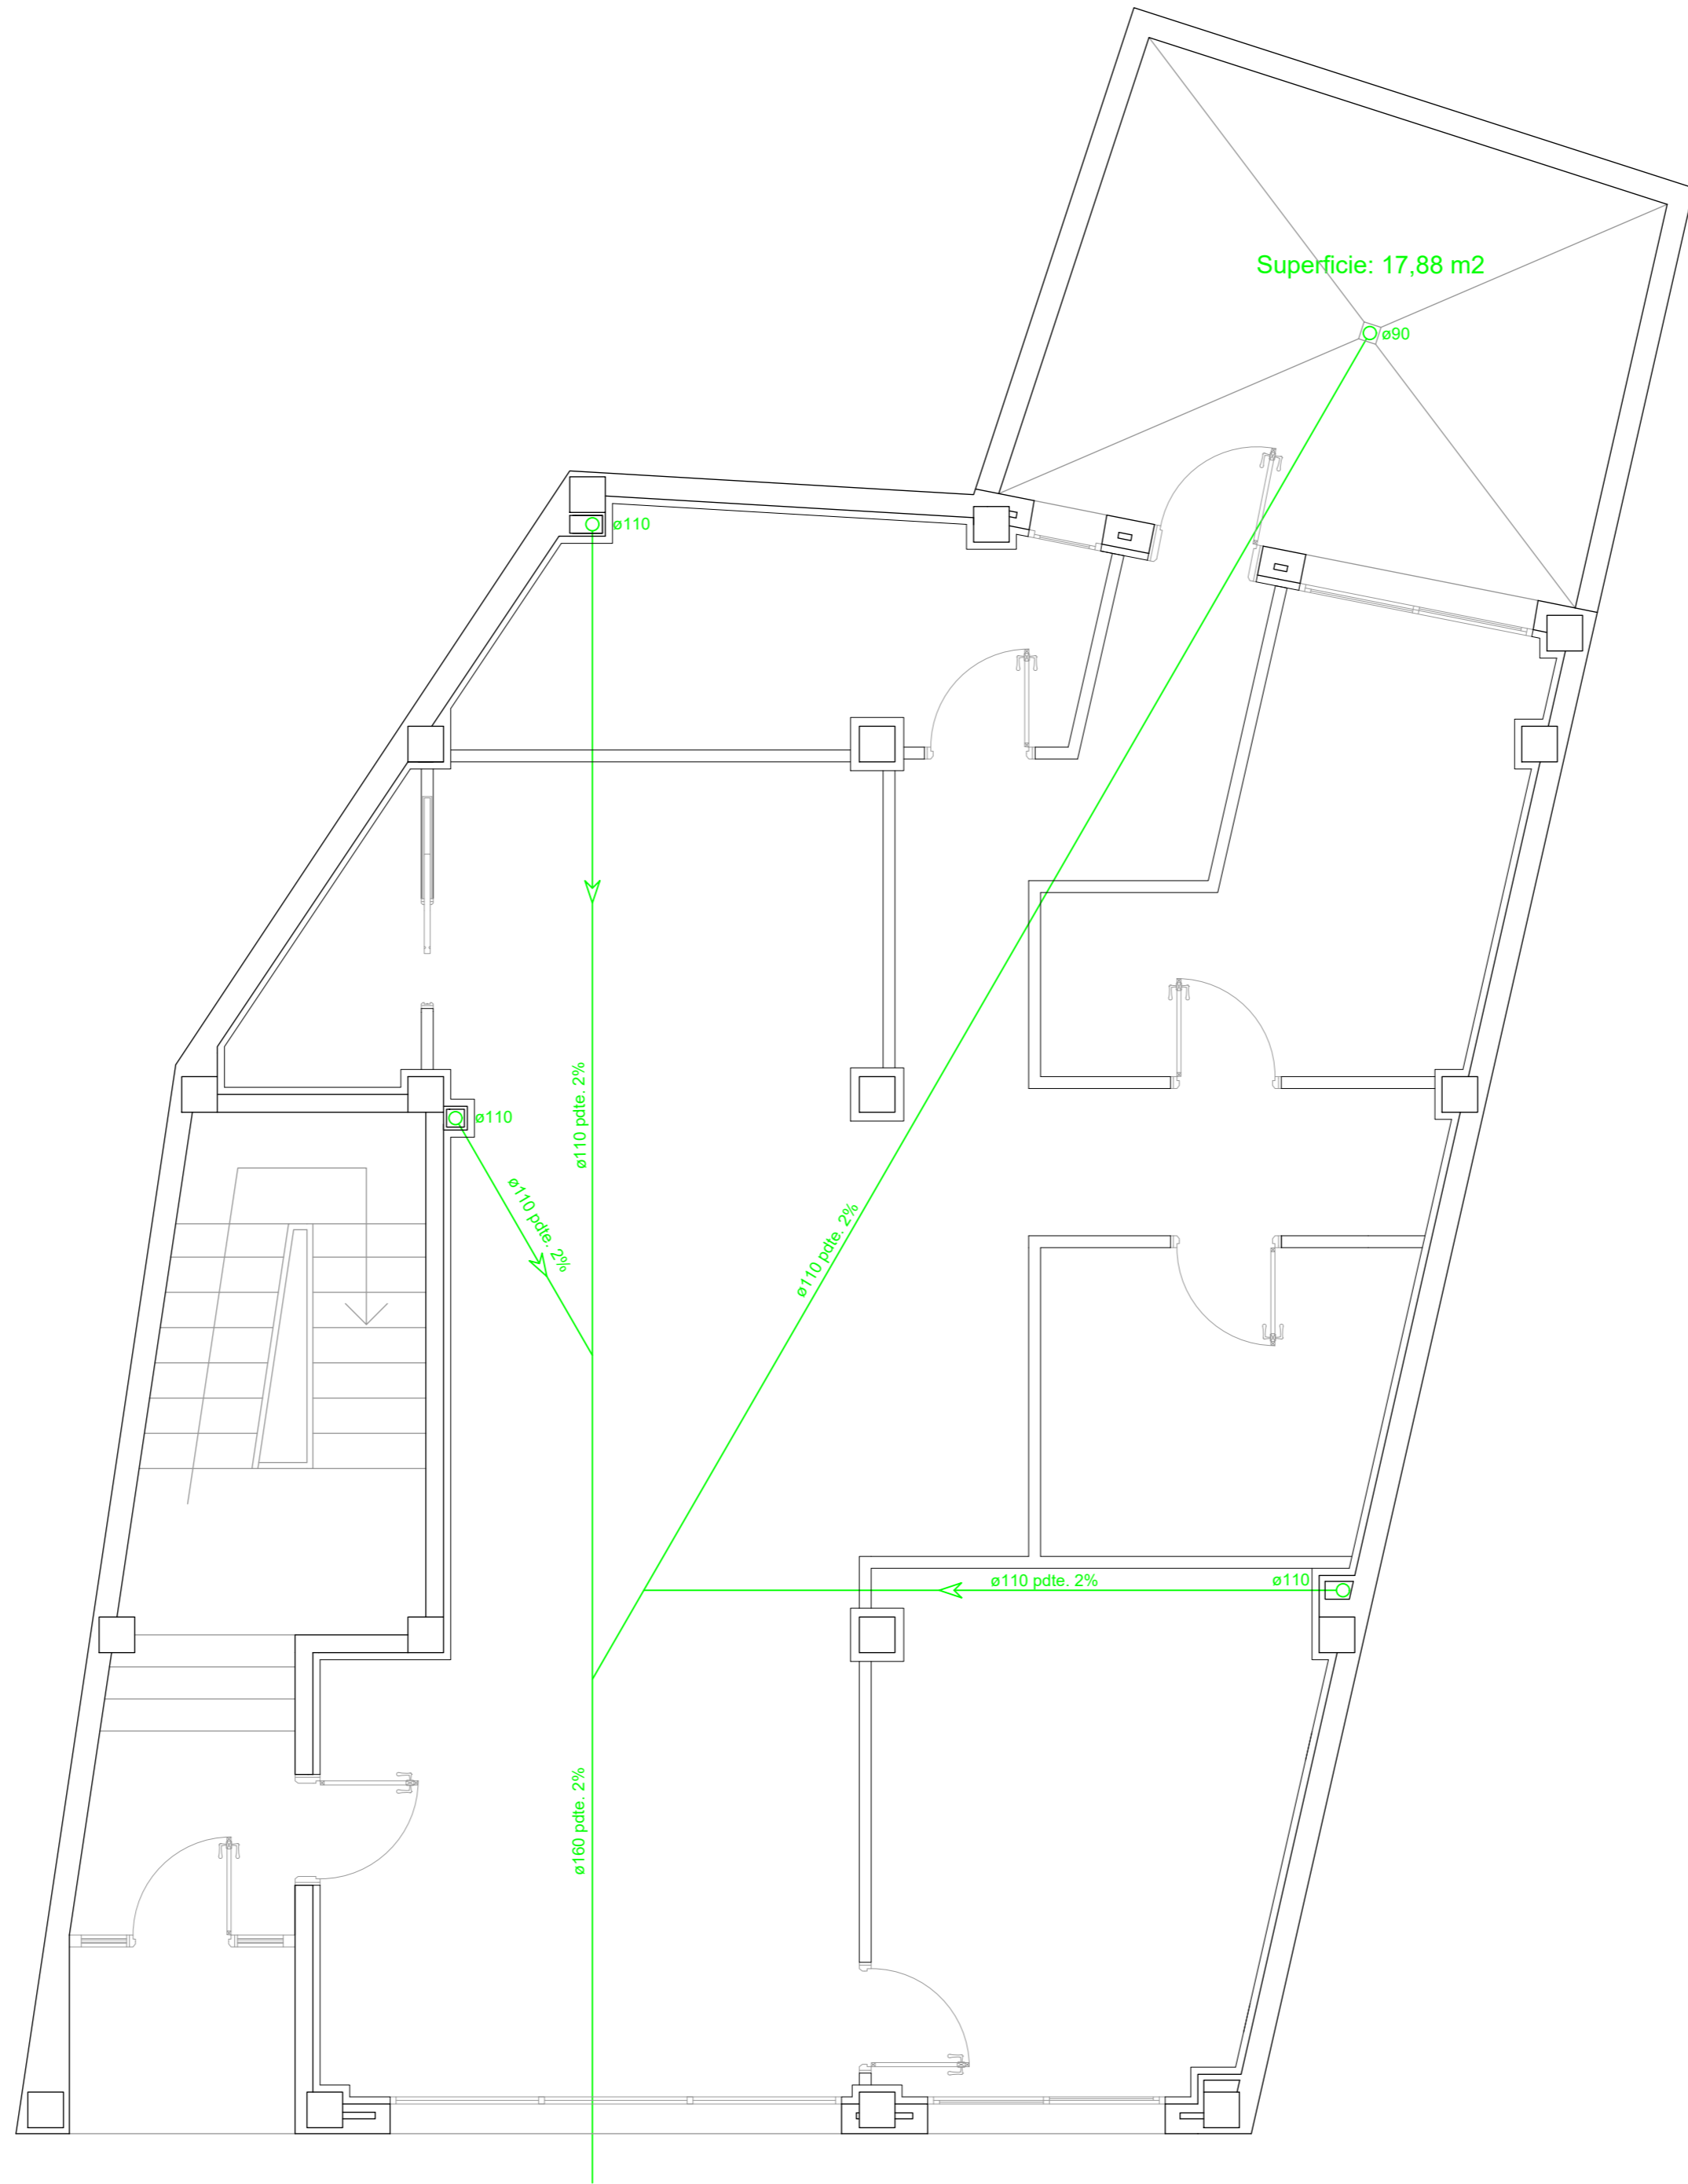 Superficie: 17,88 m2
ø90
ø110
ø110 pdte. 2%
ø110
ø110 pdte. 2%
ø110 pdte. 2%
ø110 pdte. 2%
ø110
ø160 pdte. 2%